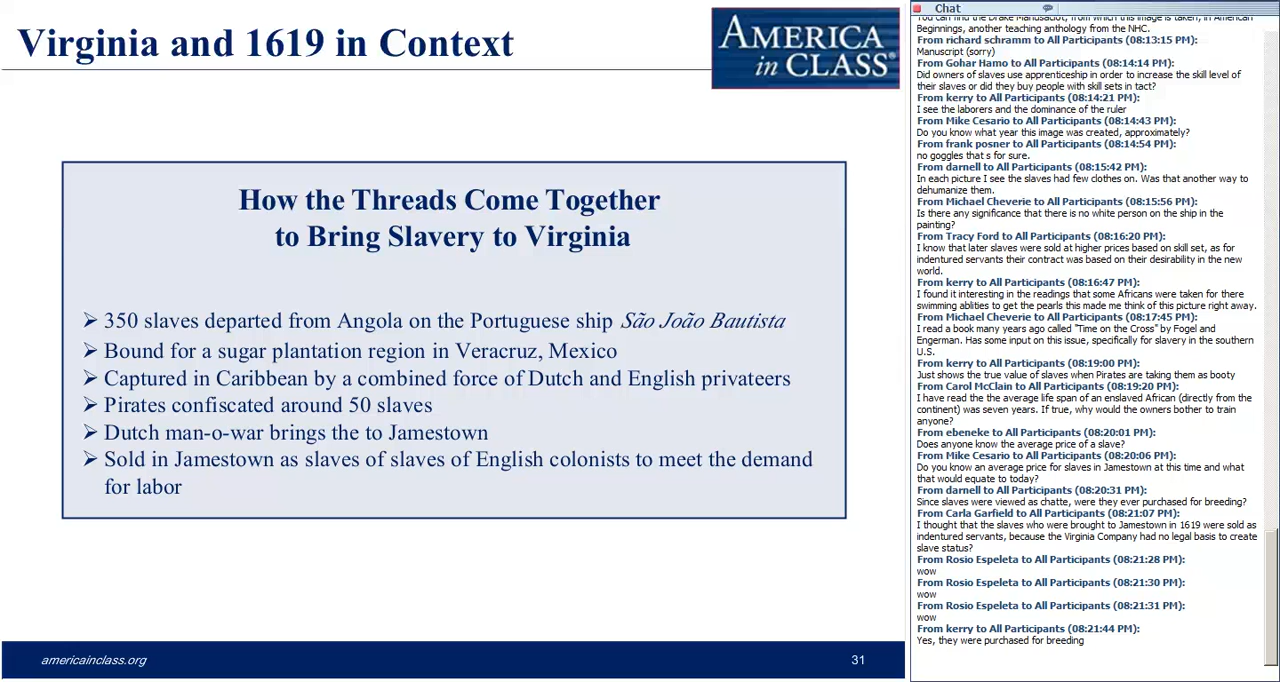 Virginia and 1619 in Context
AMERICA
in CLASS®
How the Threads Come Together
to Bring Slavery to Virginia
➢ 350 slaves departed from Angola on the Portuguese ship São João Bautista
➢ Bound for a sugar plantation region in Veracruz, Mexico
➢ Captured in Caribbean by a combined force of Dutch and English privateers
➢ Pirates confiscated around 50 slaves
➢ Dutch man-o-war brings the to Jamestown
➢ Sold in Jamestown as slaves of slaves of English colonists to meet the demand
for labor
americainclass.org
31
Chat
You can find the Drake Manusaciot, from which this image is taken, in American
Beginnings, another teaching anthology from the NHC.
From richard schramm to All Participants (08:13:15 PM):
Manuscript (sorry)
From Gohar Hamo to All Participants (08:14:14 PM):
Did owners of slaves use apprenticeship in order to increase the skill level of
their slaves or did they buy people with skill sets in tact?
From kerry to All Participants (08:14:21 PM):
I see the laborers and the dominance of the ruler
From Mike Cesario to All Participants (08:14:43 PM):
Do you know what year this image was created, approximately?
From frank posner to All Participants (08:14:54 PM):
no goggles that s for sure.
From darnell to All Participants (08:15:42 PM):
In each picture I see the slaves had few clothes on. Was that another way to
dehumanize them.
From Michael Cheverie to All Participants (08:15:56 PM):
Is there any significance that there is no white person on the ship in the
painting?
From Tracy Ford to All Participants (08:16:20 PM):
I know that later slaves were sold at higher prices based on skill set, as for
indentured servants their contract was based on their desirability in the new
world.
From kerry to All Participants (08:16:47 PM):
I found it interesting in the readings that some Africans were taken for there
swimming ablities to get the pearls this made me think of this picture right away.
From Michael Cheverie to All Participants (08:17:45 PM):
I read a book many years ago called "Time on the Cross" by Fogel and
Engerman. Has some input on this issue, specifically for slavery in the southern
U.S.
From kerry to All Participants (08:19:00 PM):
Just shows the true value of slaves when Pirates are taking them as booty
From Carol McClain to All Participants (08:19:20 PM):
I have read the the average life span of an enslaved African (directly from the
continent) was seven years. If true, why would the owners bother to train
anyone?
From ebeneke to All Participants (08:20:01 PM):
Does anyone know the average price of a slave?
From Mike Cesario to All Participants (08:20:06 PM):
Do you know an average price for slaves in Jamestown at this time and what
that would equate to today?
From darnell to All Participants (08:20:31 PM):
Since slaves were viewed as chatte, were they ever purchased for breeding?
From Carla Garfield to All Participants (08:21:07 PM):
I thought that the slaves who were brought to Jamestown in 1619 were sold as
indentured servants, because the Virginia Company had no legal basis to create
slave status?
From Rosio Espeleta to All Participants (08:21:28 PM):
wow
From Rosio Espeleta to All Participants (08:21:30 PM):
wow
From Rosio Espeleta to All Participants (08:21:31 PM):
wow
From kerry to All Participants (08:21:44 PM):
Yes, they were purchased for breeding